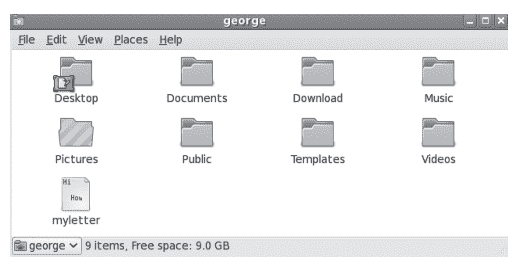 george
File Edit View Places Help
Desktop Documents Download Music
Pictures Public Templates Videos
Hi
How
myletter
george 9 items, Free space: 9.0 GB